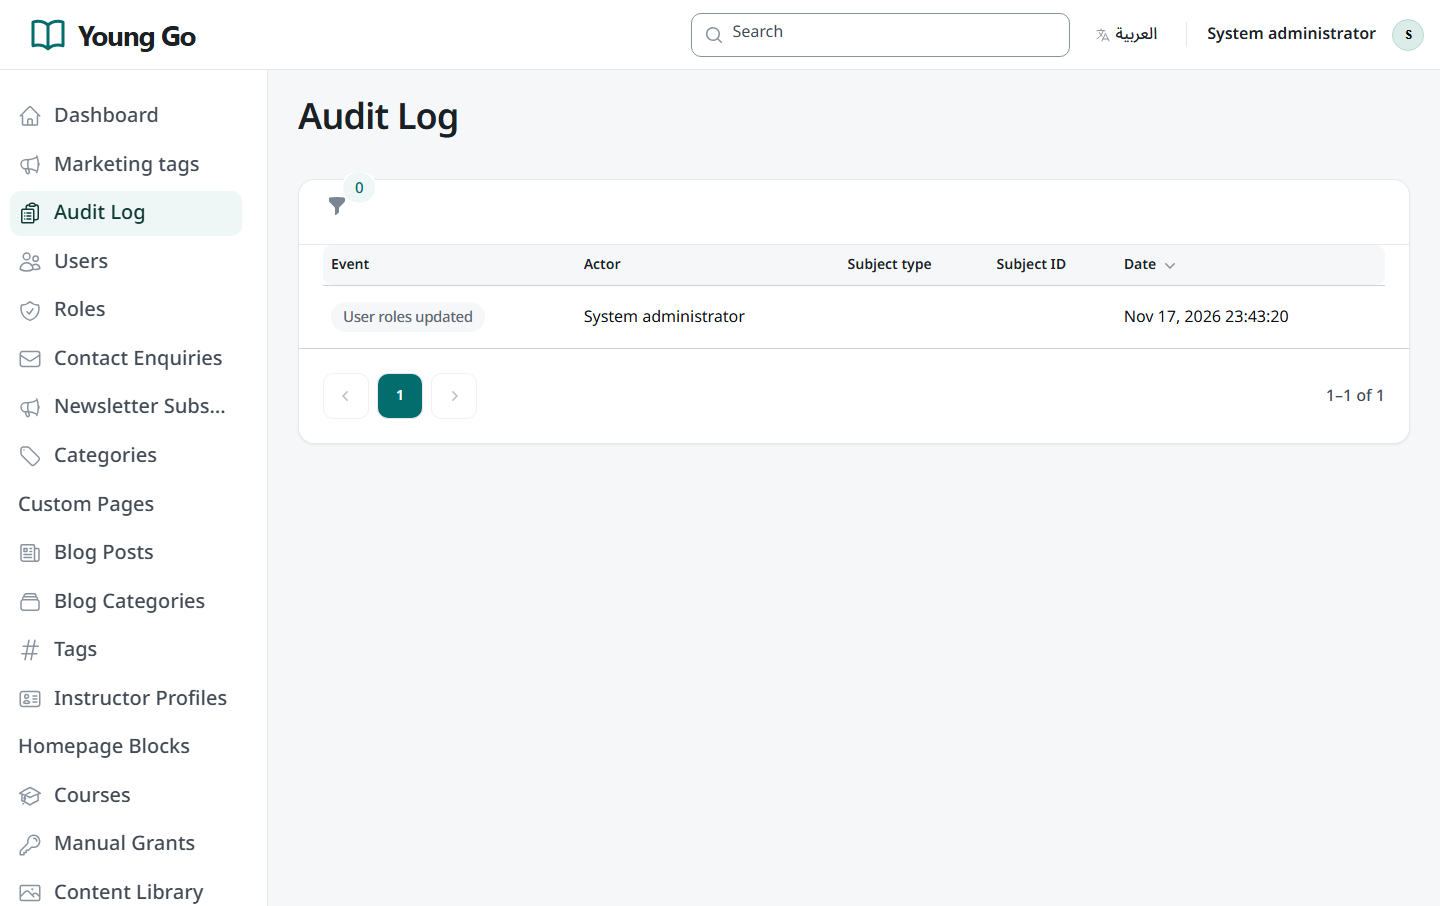 Young Go
Search
العربية
System administrator
S
Dashboard
Marketing tags
Audit Log
Users
Roles
Contact Enquiries
Newsletter Subs...
Categories
Custom Pages
Blog Posts
Blog Categories
Tags
Instructor Profiles
Homepage Blocks
Courses
Manual Grants
Content Library
Audit Log
0
Event Actor Subject type Subject ID Date
User roles updated System administrator Nov 17, 2026 23:43:20
1
1–1 of 1